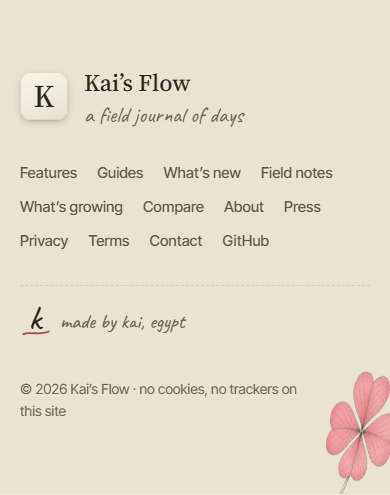 K
Kai’s Flow
a field journal of days
Features Guides What’s new Field notes
What’s growing Compare About Press
Privacy Terms Contact GitHub
k made by kai, egypt
© 2026 Kai’s Flow · no cookies, no trackers on
this site